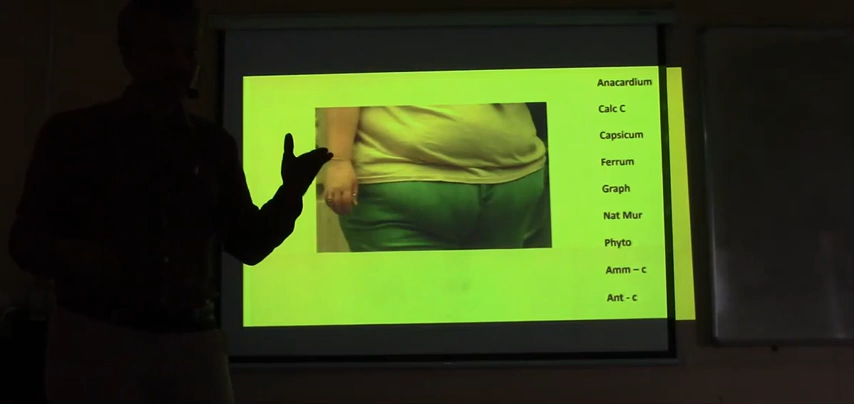 Anacardium
Calc C
Capsicum
Ferrum
Graph
Nat Mur
Phyto
Amm – c
Ant - c